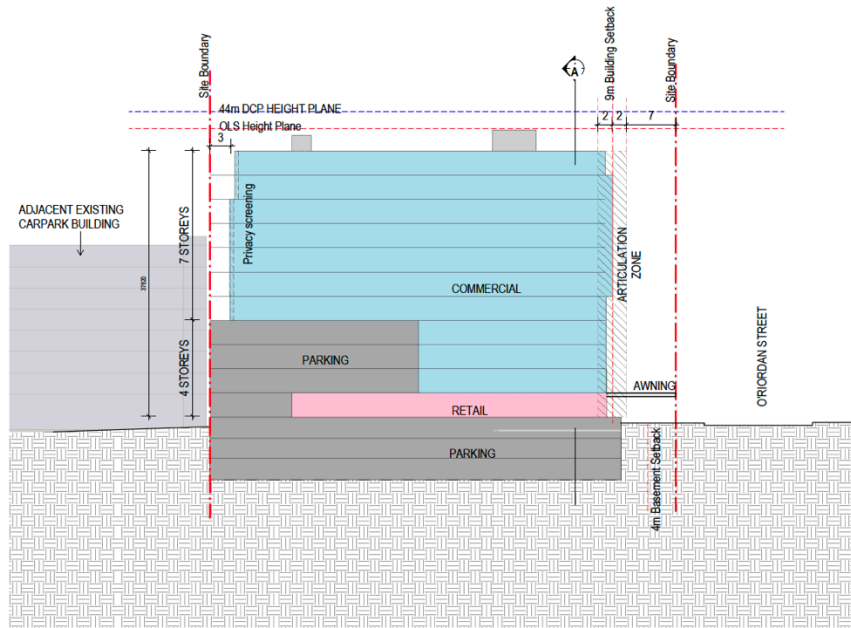 Site Boundary
9m Building Setback
Site Boundary
A
44m DCP HEIGHT PLANE
OLS Height Plane
2
2
7
3
ADJACENT EXISTING
CARPARK BUILDING
7 STOREYS
Privacy screening
37620
COMMERCIAL
ARTICULATION
ZONE
4 STOREYS
PARKING
AWNING
O'RIORDAN STREET
RETAIL
PARKING
4m Basement Setback